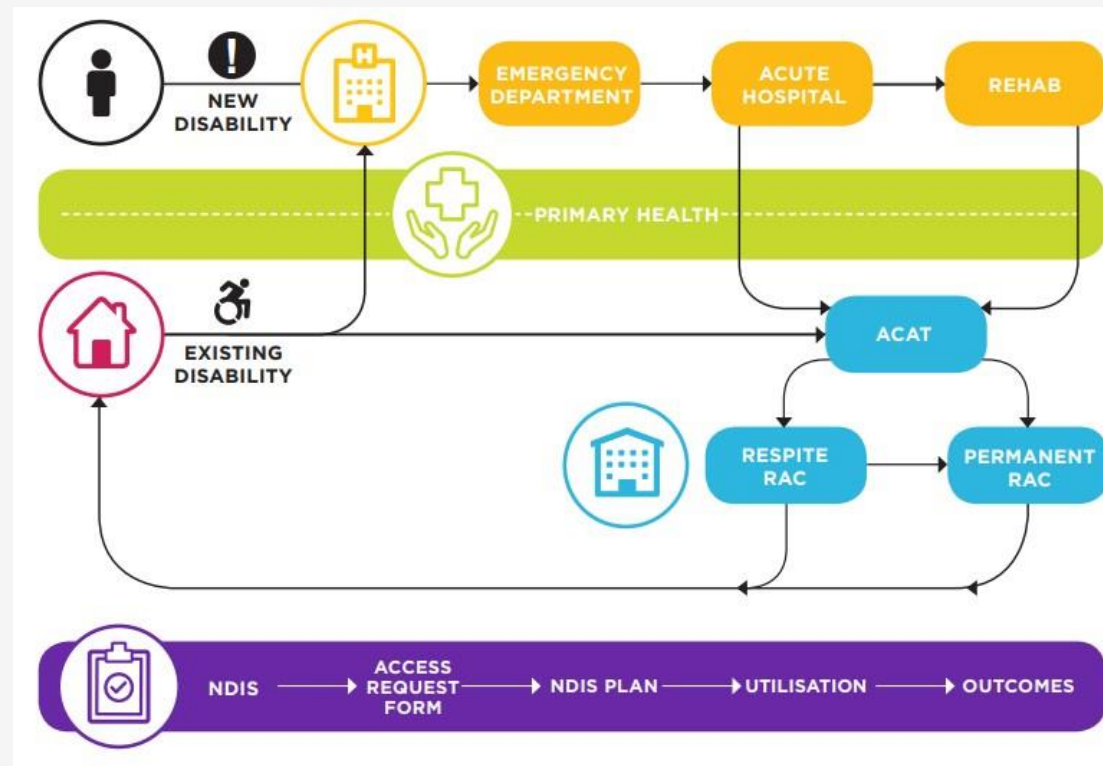 H
!
NEW
DISABILITY
EMERGENCY
DEPARTMENT
ACUTE
HOSPITAL
REHAB
PRIMARY HEALTH
EXISTING
DISABILITY
ACAT
RESPITE
RAC
PERMANENT
RAC
NDIS
ACCESS
REQUEST
FORM
NDIS PLAN
UTILISATION
OUTCOMES